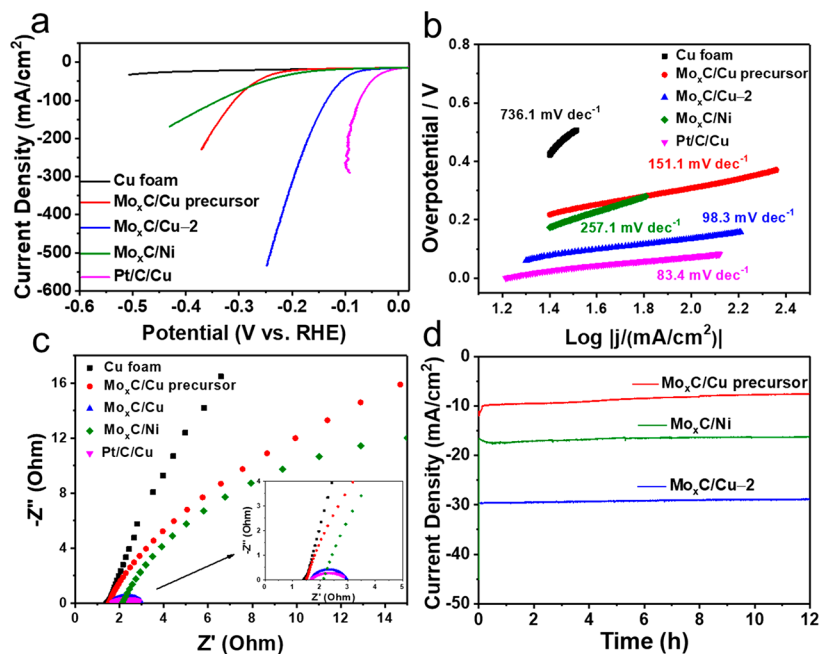 a
Current Density (mA/cm²)
0
-100
-200
-300
-400
-500
-600
Cu foam
MoₓC/Cu precursor
MoₓC/Cu–2
MoₓC/Ni
Pt/C/Cu
-0.6 -0.5 -0.4 -0.3 -0.2 -0.1 0.0
Potential (V vs. RHE)
b
Overpotential / V
0.8
0.6
0.4
0.2
0.0
Cu foam
MoₓC/Cu precursor
MoₓC/Cu–2
MoₓC/Ni
Pt/C/Cu
736.1 mV dec⁻¹
151.1 mV dec⁻¹
257.1 mV dec⁻¹
98.3 mV dec⁻¹
83.4 mV dec⁻¹
1.2 1.4 1.6 1.8 2.0 2.2 2.4 2.6
Log |j/(mA/cm²)|
c
-Z'' (Ohm)
16
12
8
4
0
Cu foam
MoₓC/Cu precursor
MoₓC/Cu
MoₓC/Ni
Pt/C/Cu
-Z'' (Ohm)
4
3
2
1
0
0 1 2 3 4 5
Z' (Ohm)
0 2 4 6 8 10 12 14
Z' (Ohm)
d
Current Density (mA/cm²)
0
-10
-20
-30
-40
-50
MoₓC/Cu precursor
MoₓC/Ni
MoₓC/Cu–2
0 2 4 6 8 10 12
Time (h)